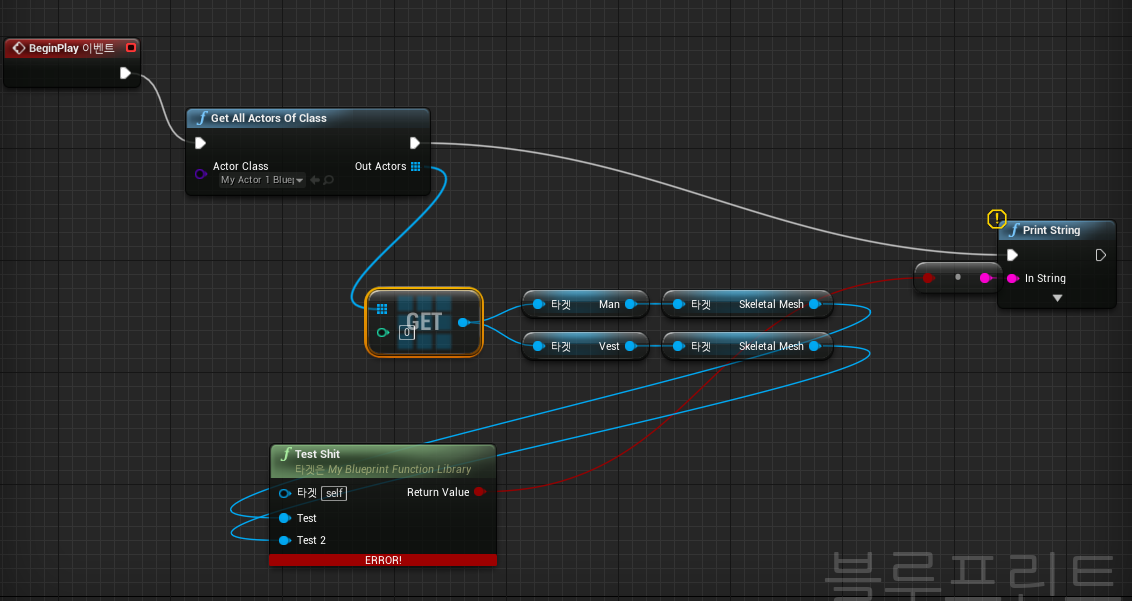 BeginPlay 이벤트
Get All Actors Of Class
Actor Class
Out Actors
My Actor 1 Bluep
Print String
In String
GET
0
타겟 Man
타겟 Skeletal Mesh
타겟 Vest
타겟 Skeletal Mesh
Test Shit
타겟은 My Blueprint Function Library
타겟 self
Return Value
Test
Test 2
ERROR!
블루프린트